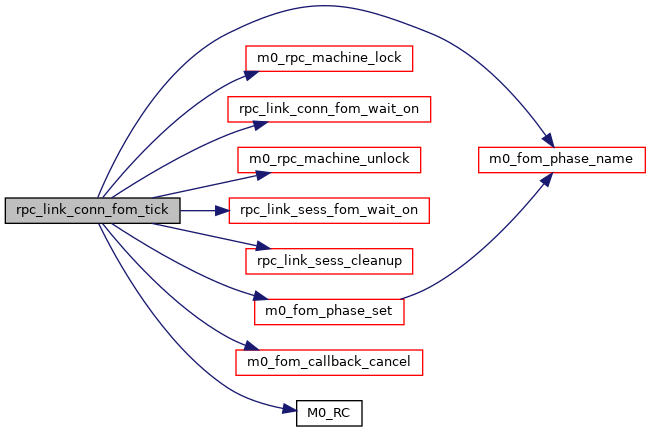 rpc_link_conn_fom_tick
m0_rpc_machine_lock
rpc_link_conn_fom_wait_on
m0_rpc_machine_unlock
rpc_link_sess_fom_wait_on
rpc_link_sess_cleanup
m0_fom_phase_set
m0_fom_callback_cancel
M0_RC
m0_fom_phase_name